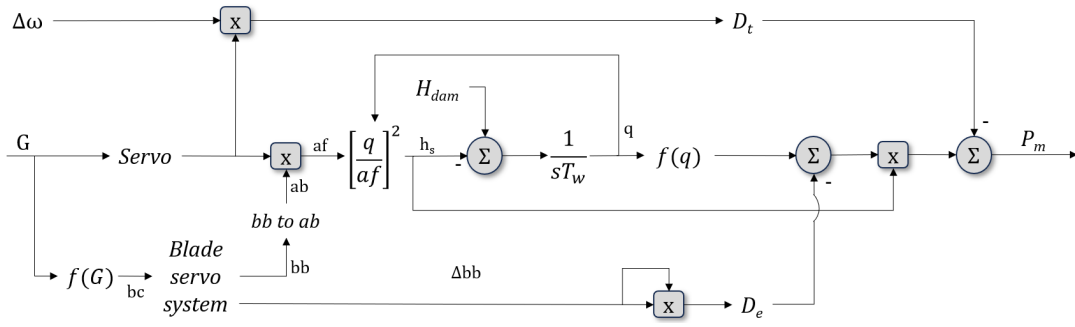 Δω
x
D_t
H_dam
G
Servo
x
af
[q/af]^2
h_s
-
Σ
1/sT_w
q
f(q)
Σ
-
x
-
Σ
P_m
ab
bb to ab
f(G)
bc
Blade
servo
system
bb
Δbb
x
D_e